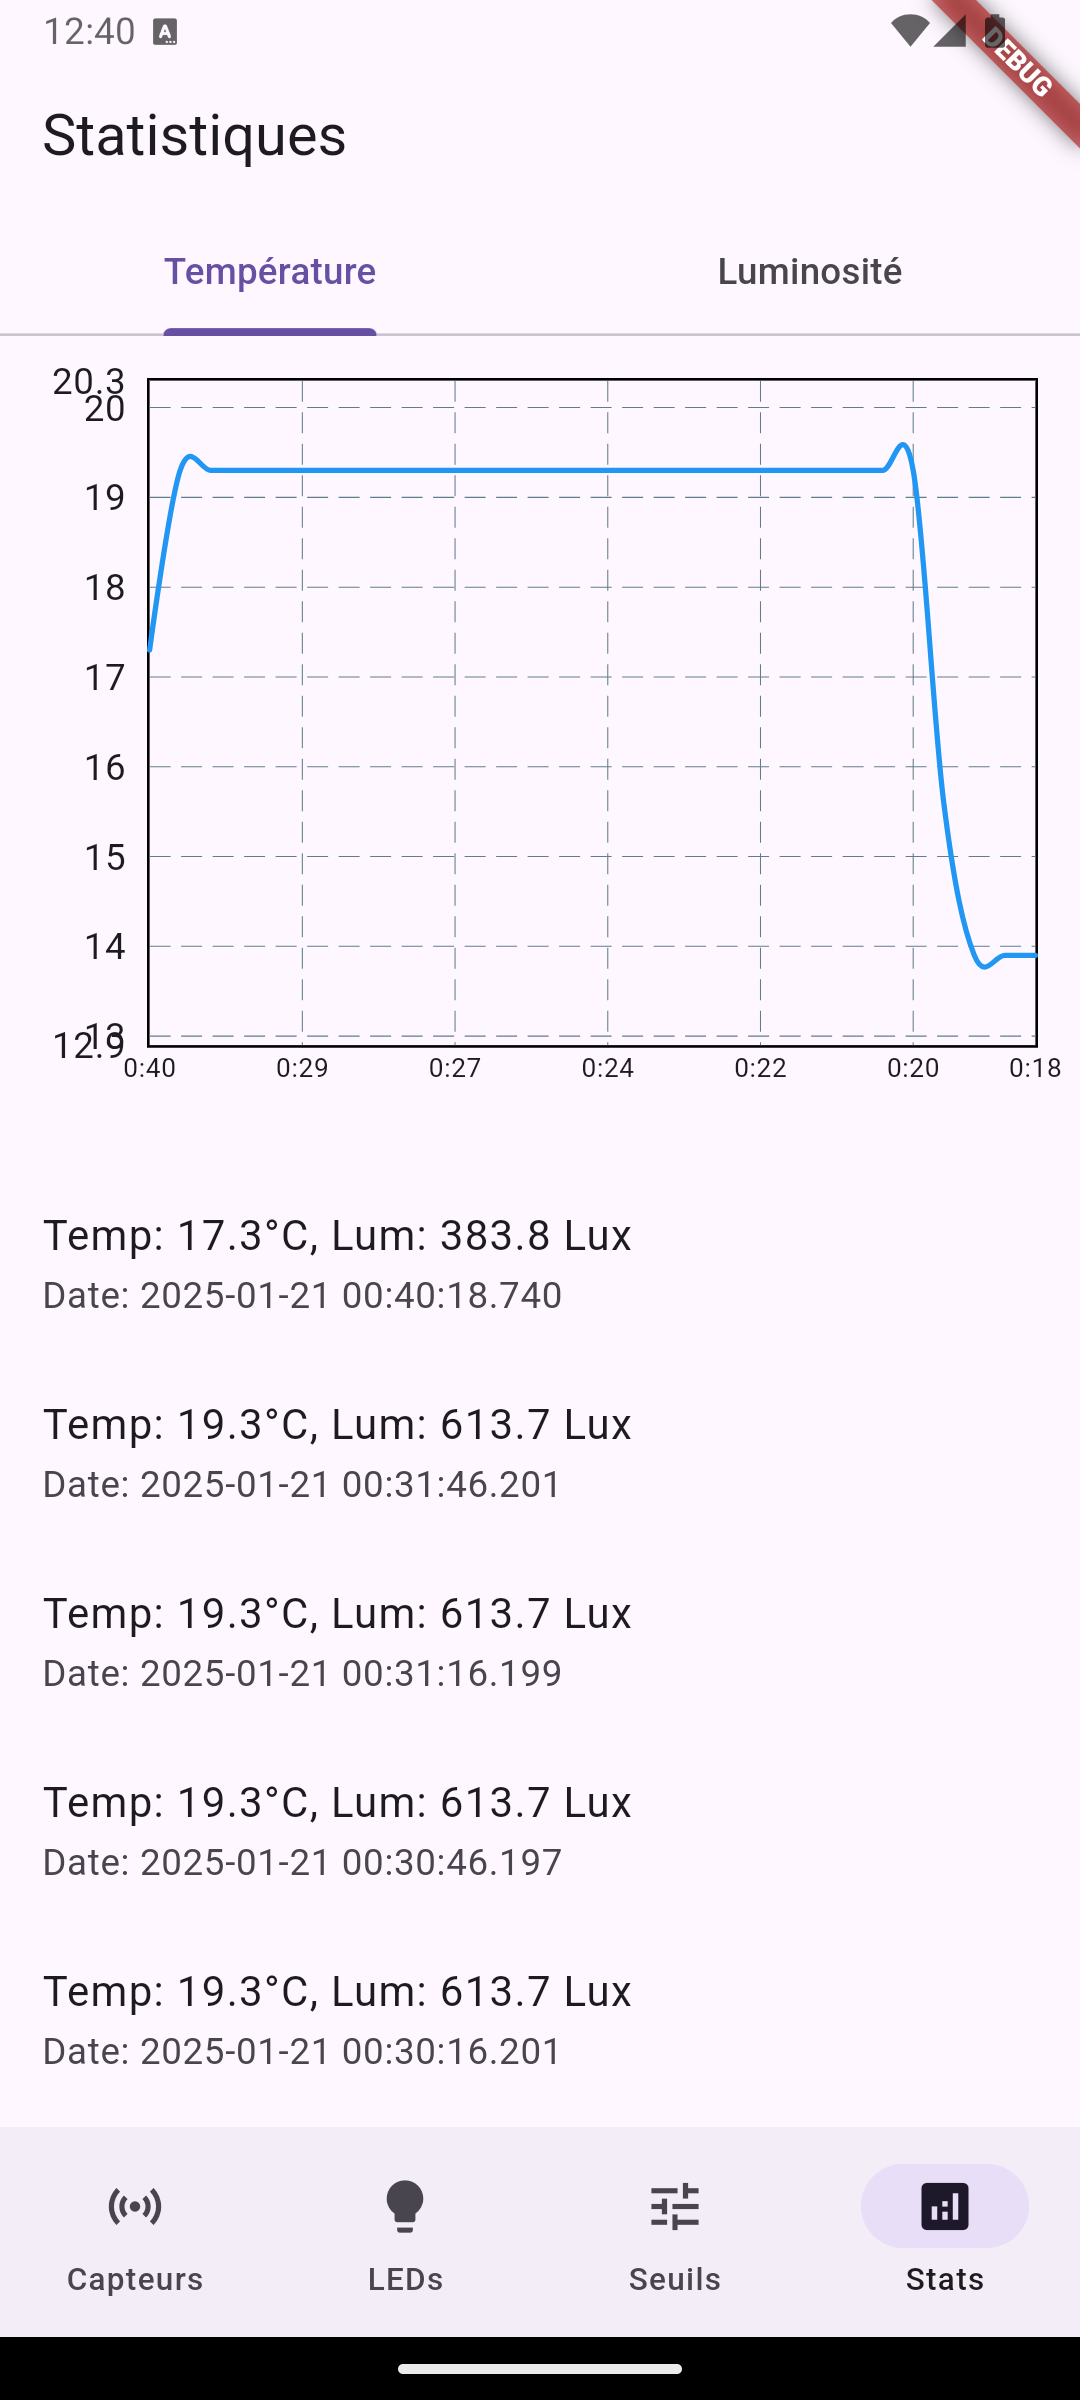 12:40
DEBUG
Statistiques
Température Luminosité
20.3
20
19
18
17
16
15
14
13
12.9
0:40 0:29 0:27 0:24 0:22 0:20 0:18
Temp: 17.3°C, Lum: 383.8 Lux
Date: 2025-01-21 00:40:18.740
Temp: 19.3°C, Lum: 613.7 Lux
Date: 2025-01-21 00:31:46.201
Temp: 19.3°C, Lum: 613.7 Lux
Date: 2025-01-21 00:31:16.199
Temp: 19.3°C, Lum: 613.7 Lux
Date: 2025-01-21 00:30:46.197
Temp: 19.3°C, Lum: 613.7 Lux
Date: 2025-01-21 00:30:16.201
Capteurs LEDs Seuils Stats